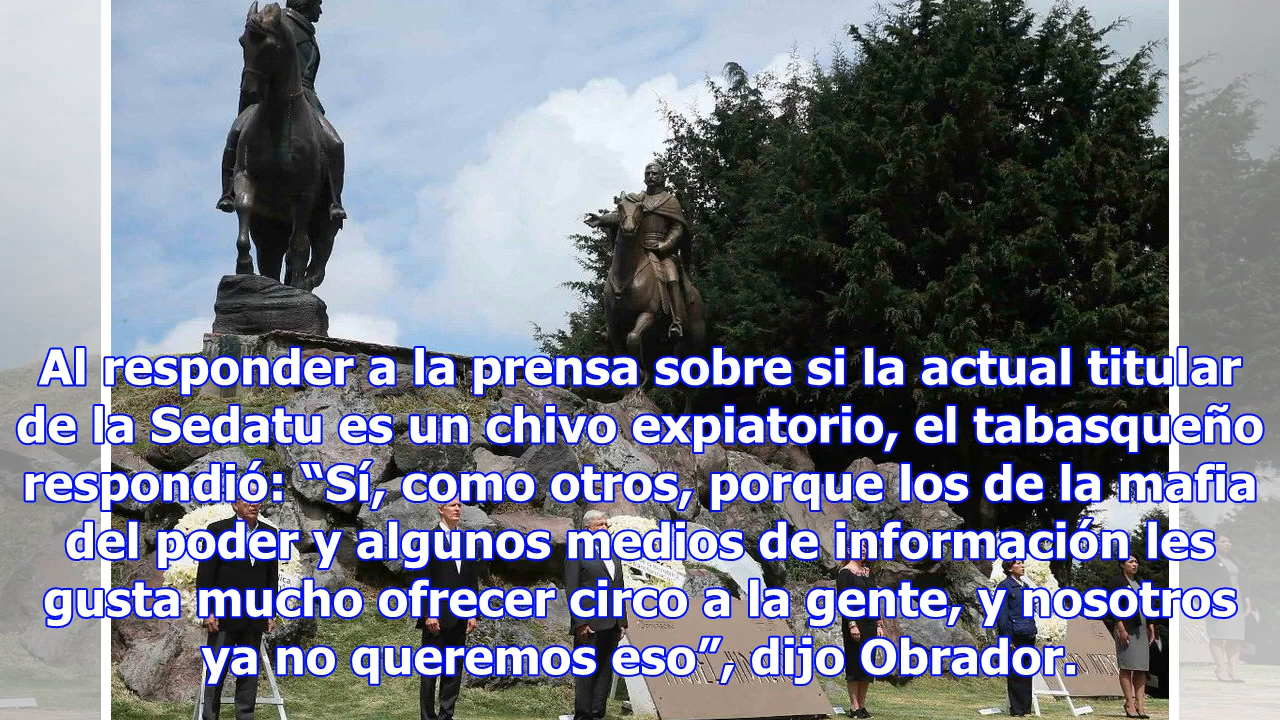 Al responder a la prensa sobre si la actual titular
de la Sedatu es un chivo expiatorio, el tabasqueño
respondió: “Sí, como otros, porque los de la mafia
del poder y algunos medios de información les
gusta mucho ofrecer circo a la gente, y nosotros
ya no queremos eso”, dijo Obrador.